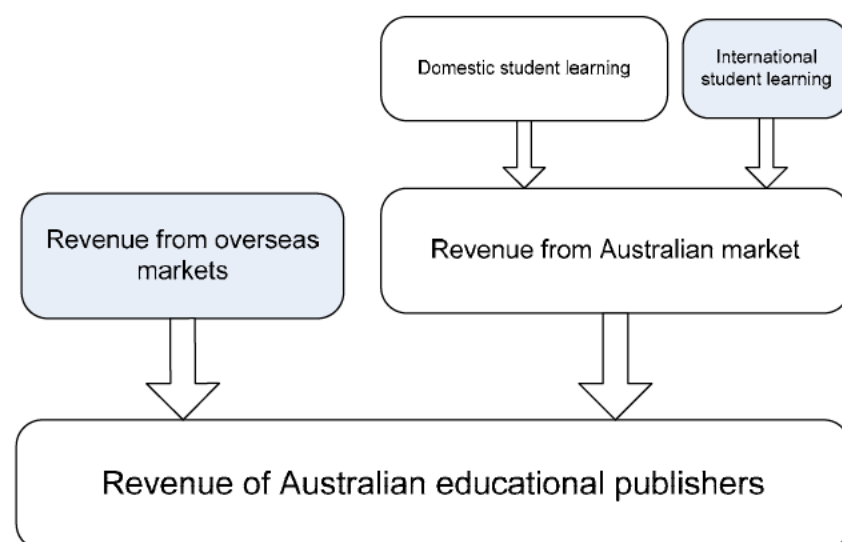 Domestic student learning
International
student learning
Revenue from overseas
markets
Revenue from Australian market
Revenue of Australian educational publishers